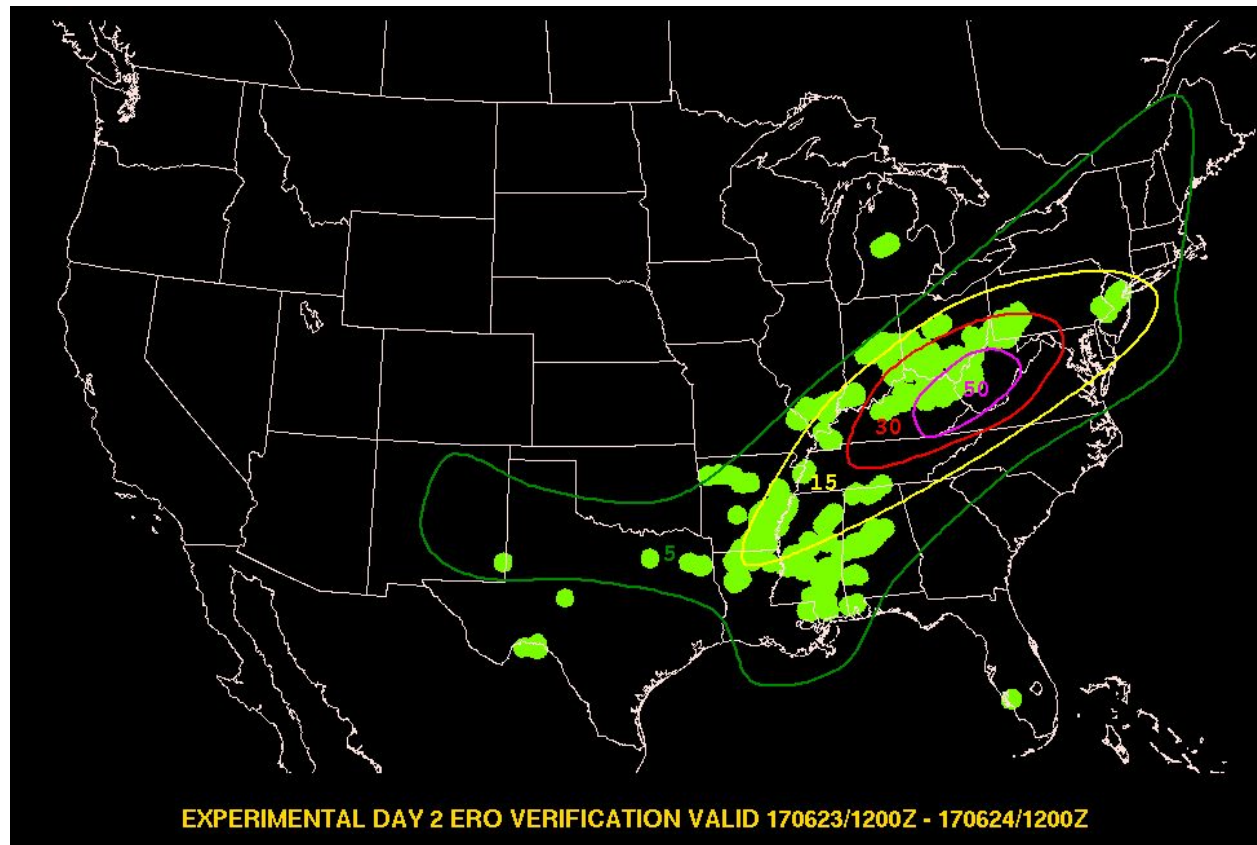 50
30
15
5
EXPERIMENTAL DAY 2 ERO VERIFICATION VALID 170623/1200Z - 170624/1200Z